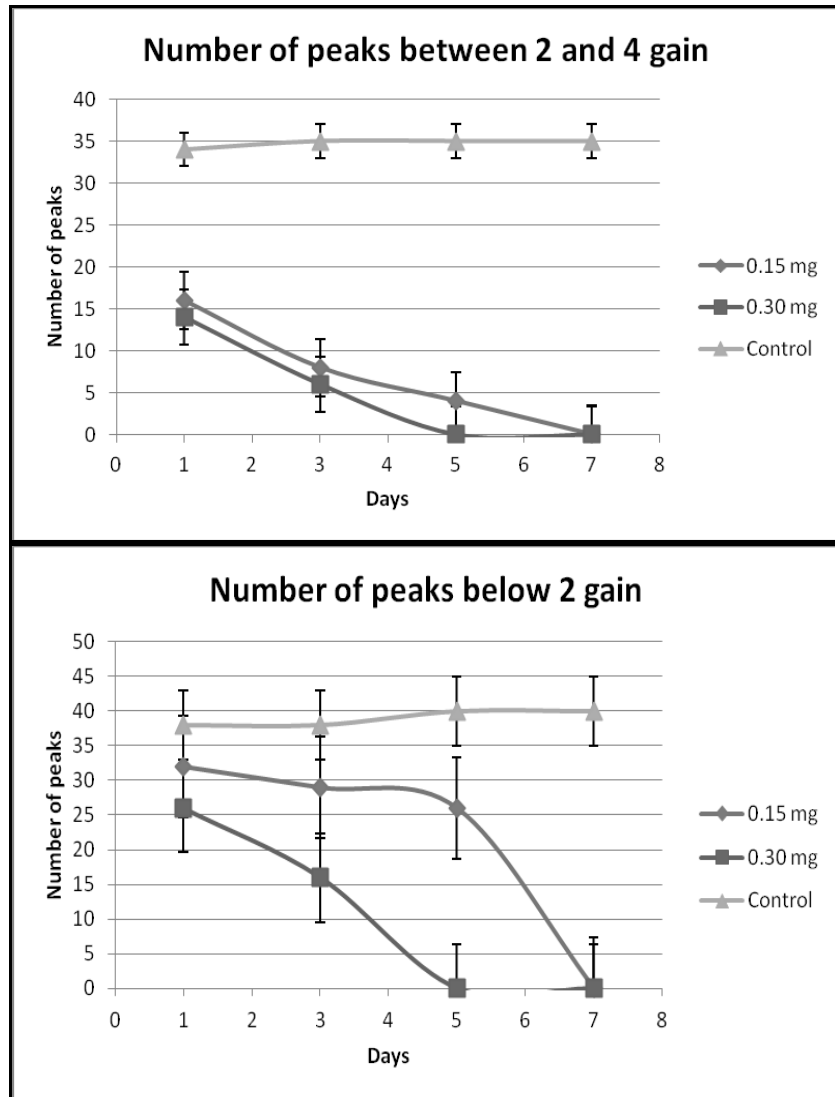 Number of peaks between 2 and 4 gain
40
35
30
25
20
15
10
5
0
Number of peaks
0 1 2 3 4 5 6 7 8
Days
0.15 mg
0.30 mg
Control
Number of peaks below 2 gain
50
45
40
35
30
25
20
15
10
5
0
Number of peaks
0 1 2 3 4 5 6 7 8
Days
0.15 mg
0.30 mg
Control